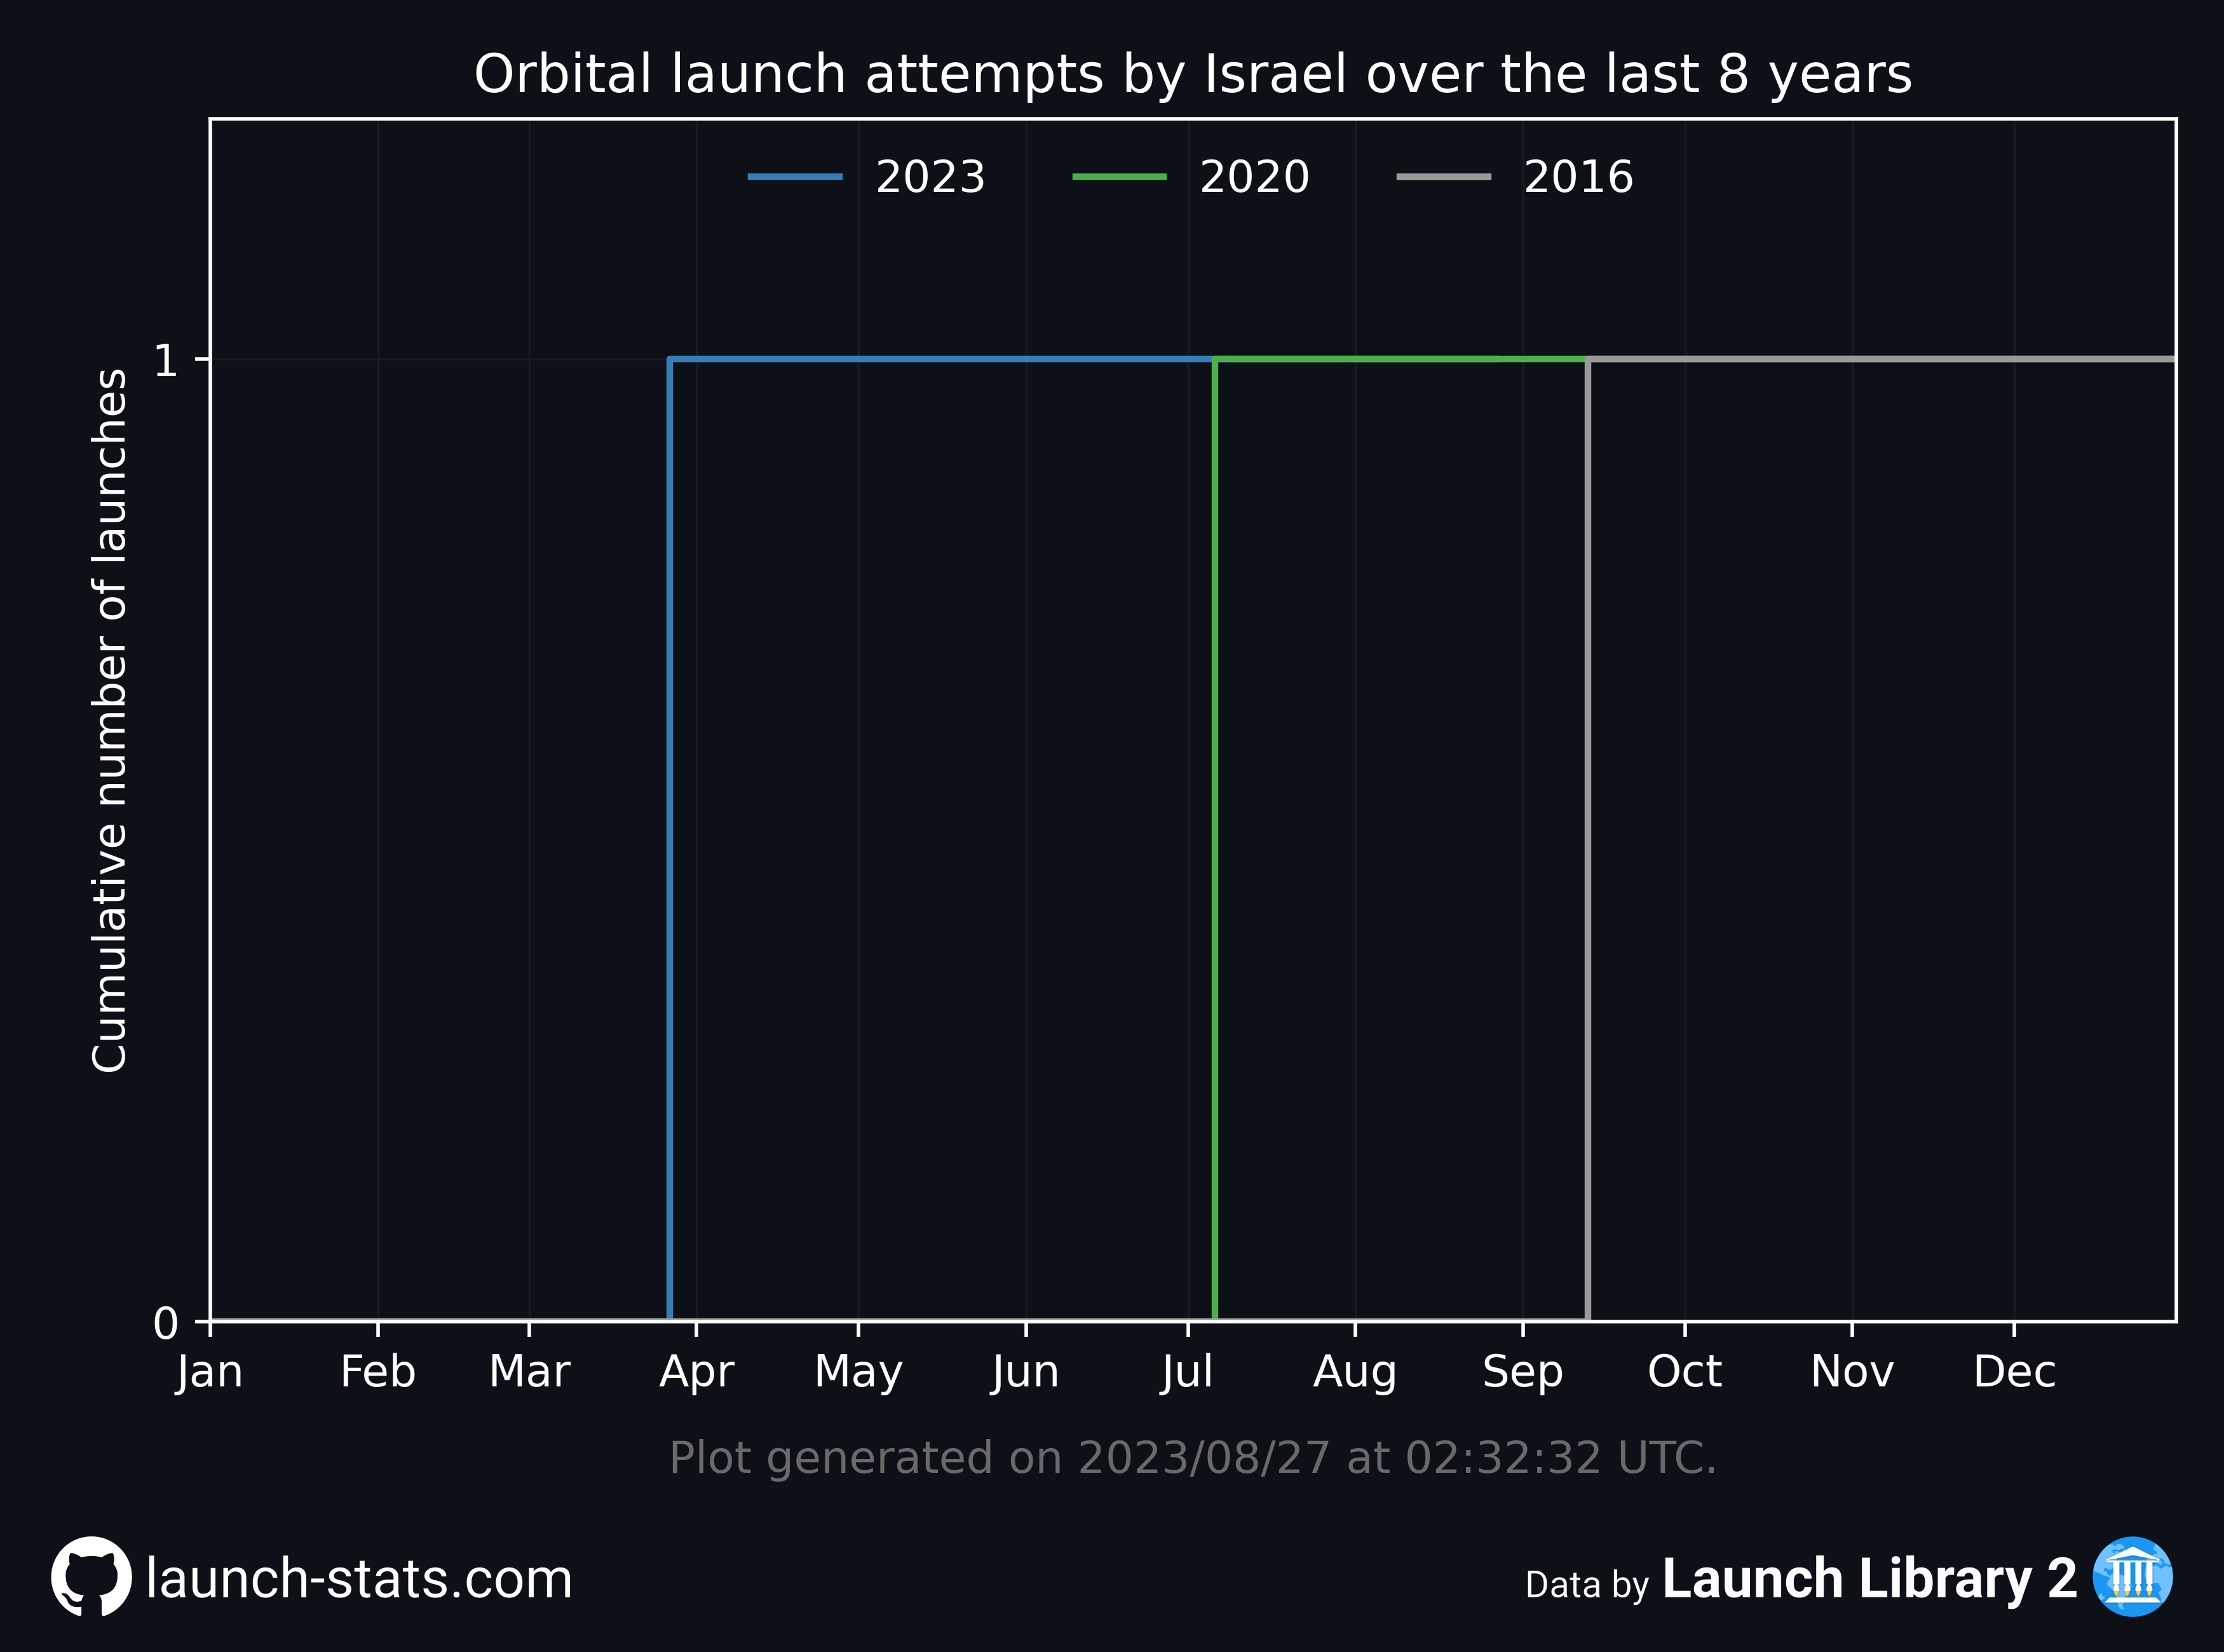 Orbital launch attempts by Israel over the last 8 years
2023 2020 2016
Cumulative number of launches
1
0
Jan Feb Mar Apr May Jun Jul Aug Sep Oct Nov Dec
Plot generated on 2023/08/27 at 02:32:32 UTC.
launch-stats.com
Data by Launch Library 2